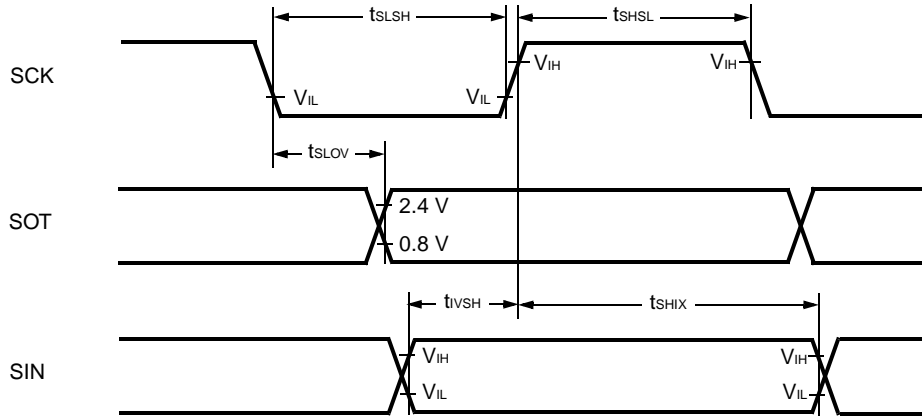 tSLSH tSHSL
SCK VIH VIH
VIL VIL
tSLOV
SOT 2.4 V
0.8 V
tIVSH tSHIX
SIN VIH VIH
VIL VIL